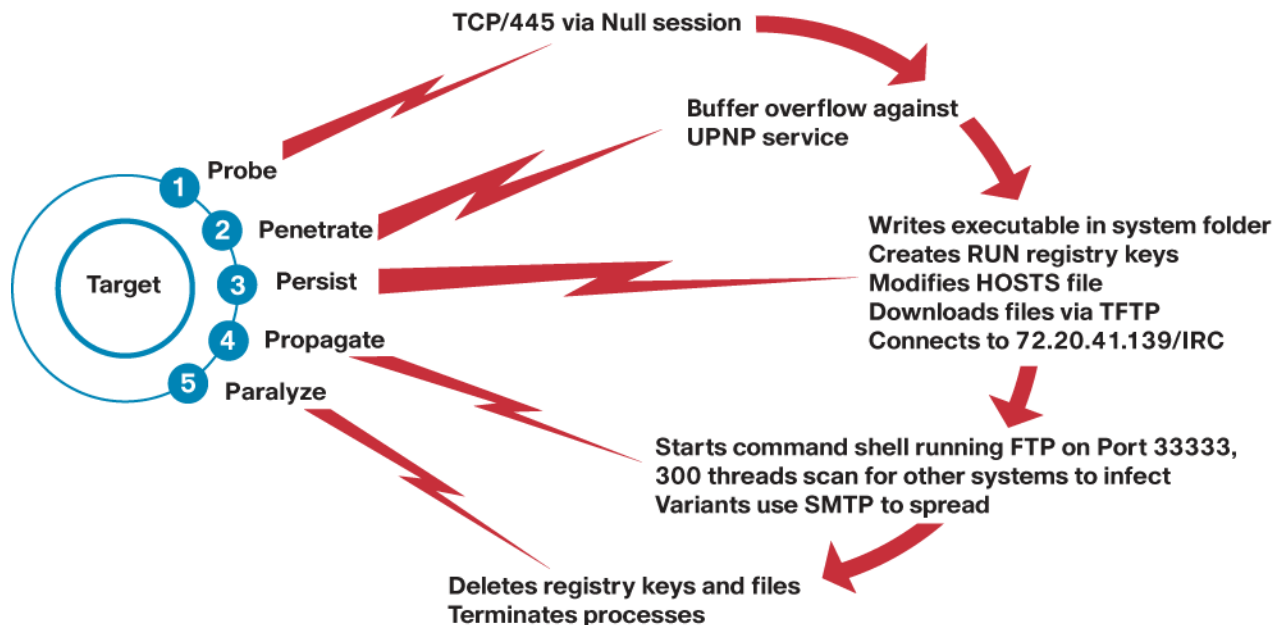 TCP/445 via Null session
Buffer overflow against
UPNP service
1 Probe
2 Penetrate
Target
3 Persist
4 Propagate
5 Paralyze
Writes executable in system folder
Creates RUN registry keys
Modifies HOSTS file
Downloads files via TFTP
Connects to 72.20.41.139/IRC
Starts command shell running FTP on Port 33333,
300 threads scan for other systems to infect
Variants use SMTP to spread
Deletes registry keys and files
Terminates processes